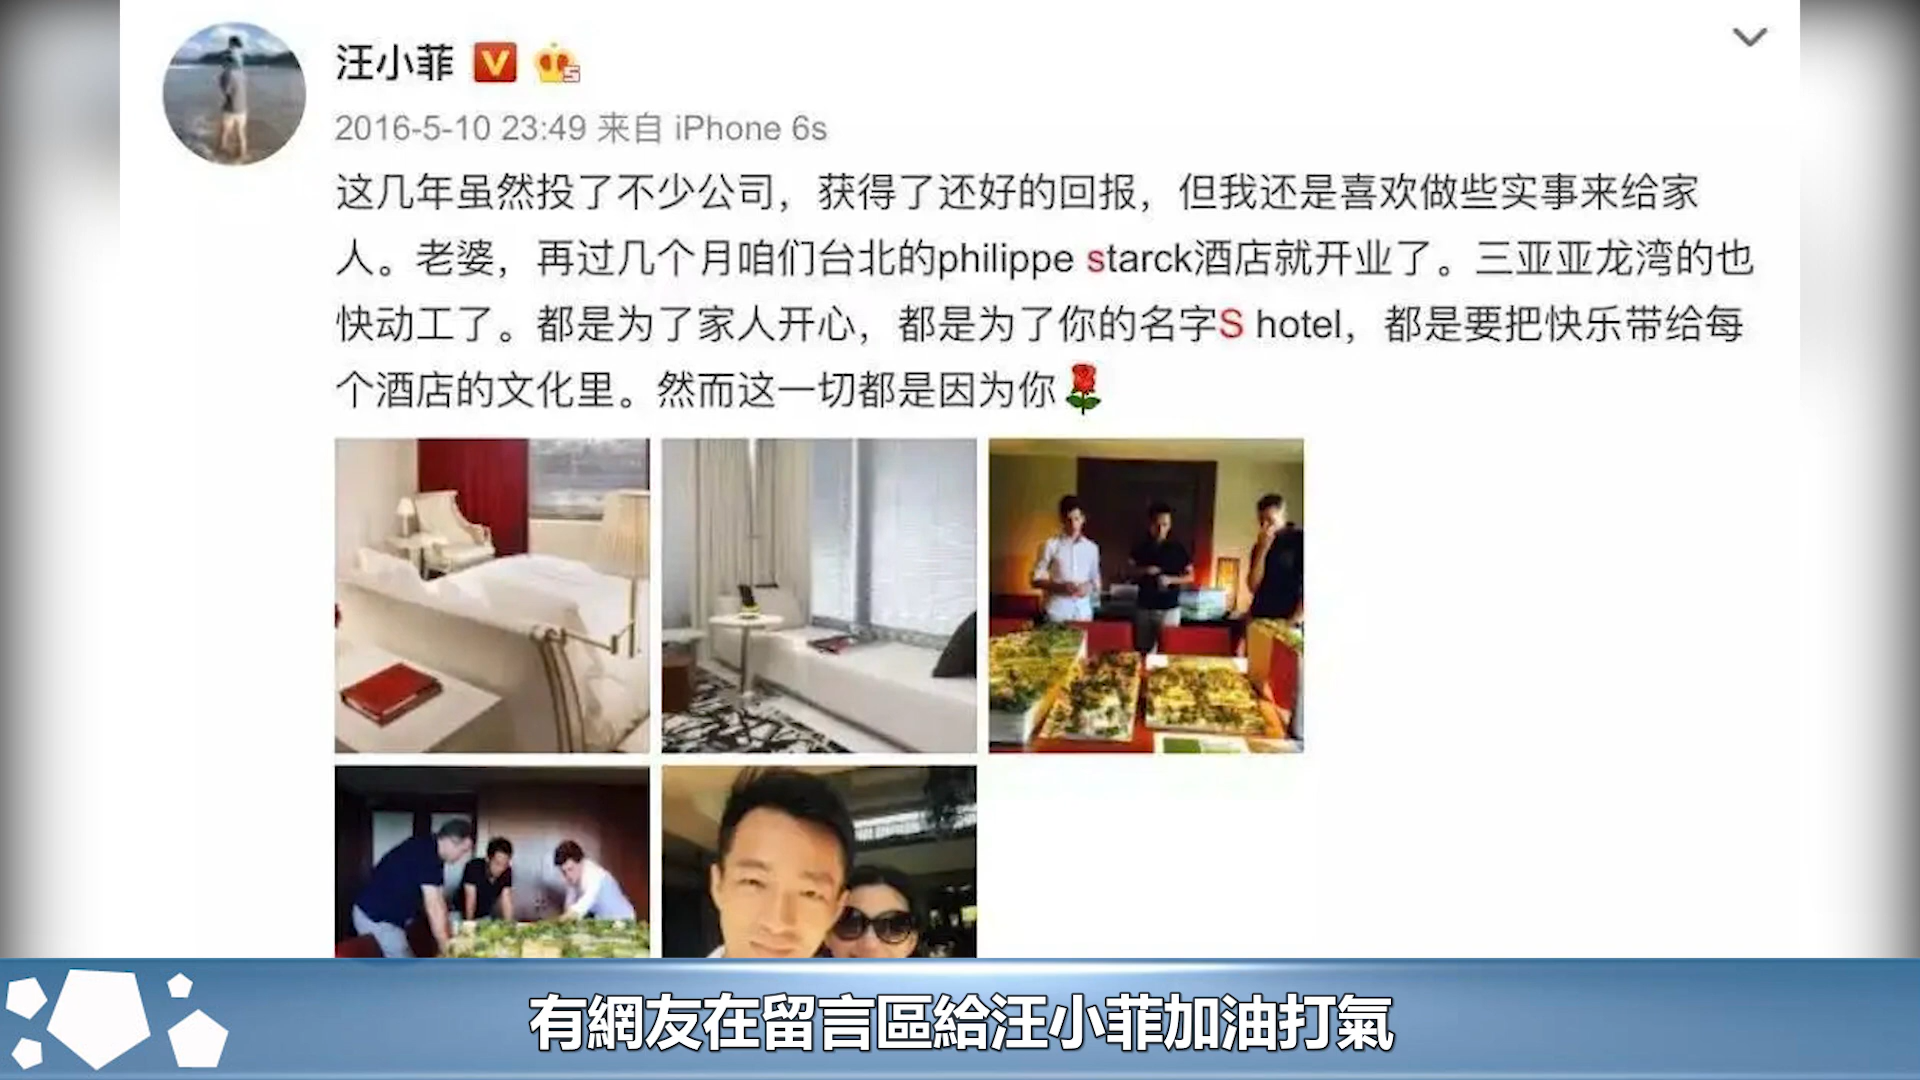 汪小菲
2016-5-10 23:49 来自 iPhone 6s
这几年虽然投了不少公司，获得了还好的回报，但我还是喜欢做些实事来给家
人。老婆，再过几个月咱们台北的philippe starck酒店就开业了。三亚亚龙湾的也
快动工了。都是为了家人开心，都是为了你的名字S hotel，都是要把快乐带给每
个酒店的文化里。然而这一切都是因为你
有網友在留言區給汪小菲加油打氣